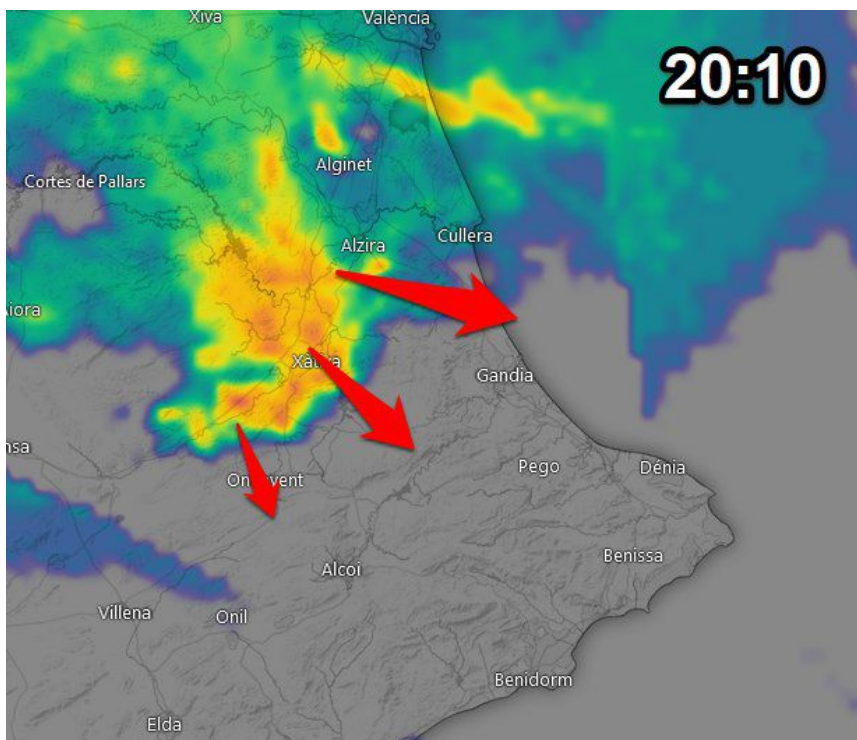 Xiva
València
20:10
Alginet
Cortes de Pallars
Alzira
Cullera
Xàtiva
Gandia
Pego
Dénia
Benissa
Alcoi
Villena
Onil
Benidorm
Elda